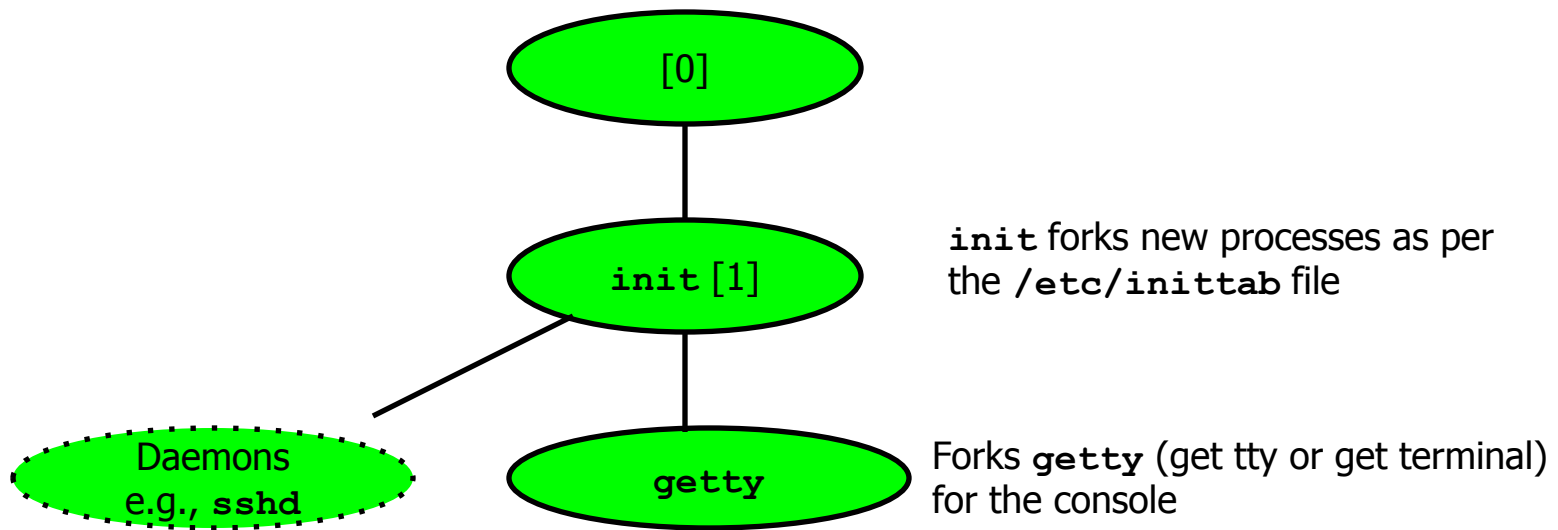 [0]
init [1]
init forks new processes as per
the /etc/inittab file
Daemons
e.g., sshd
getty
Forks getty (get tty or get terminal)
for the console